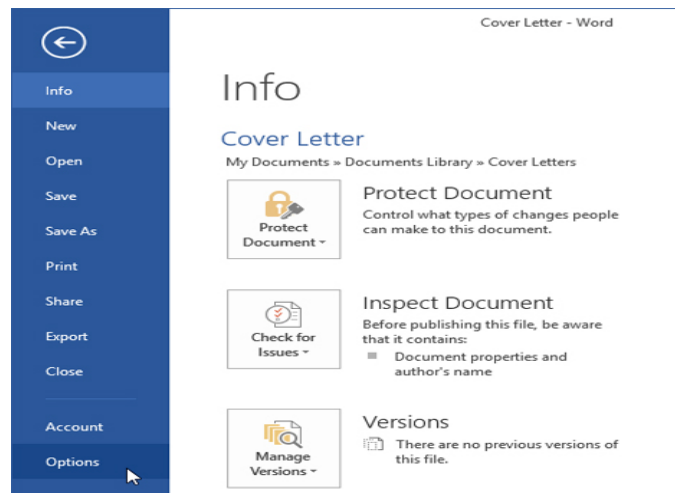 Cover Letter - Word
Info
New
Open
Save
Save As
Print
Share
Export
Close
Account
Options
Info
Cover Letter
My Documents » Documents Library » Cover Letters
Protect
Document
Protect Document
Control what types of changes people
can make to this document.
Check for
Issues
Inspect Document
Before publishing this file, be aware
that it contains:
Document properties and
author's name
Manage
Versions
Versions
There are no previous versions of
this file.